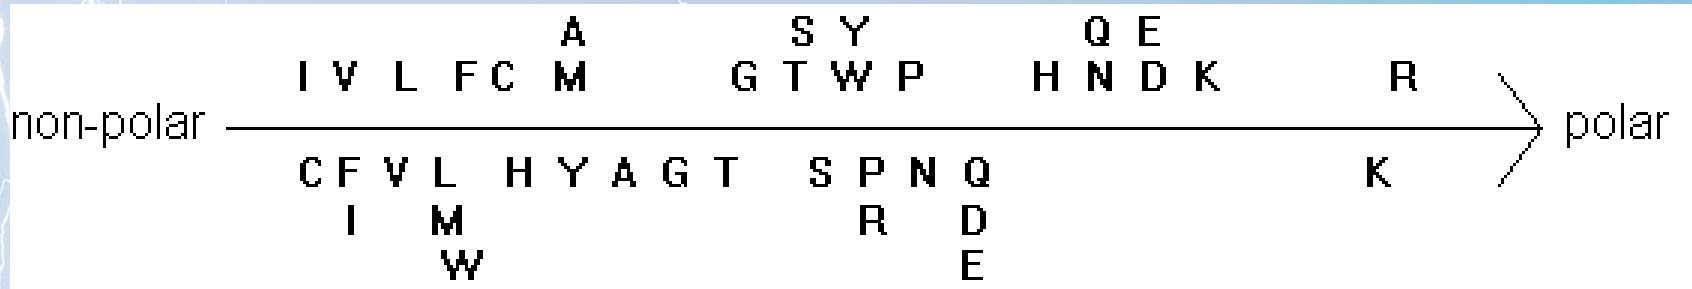 A S Y Q E
I V L F C M G T W P H N D K R
non-polar polar
C F V L H Y A G T S P N Q K
I M R D
W E